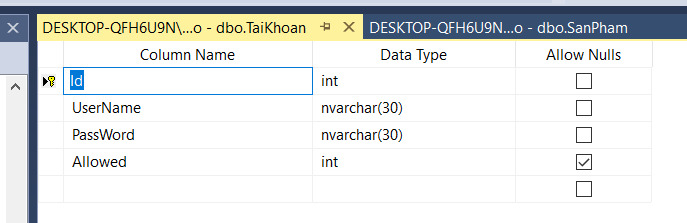 DESKTOP-QFH6U9N\...o - dbo.TaiKhoan DESKTOP-QFH6U9N...o - dbo.SanPham
Column Name Data Type Allow Nulls
Id int
UserName nvarchar(30)
PassWord nvarchar(30)
Allowed int